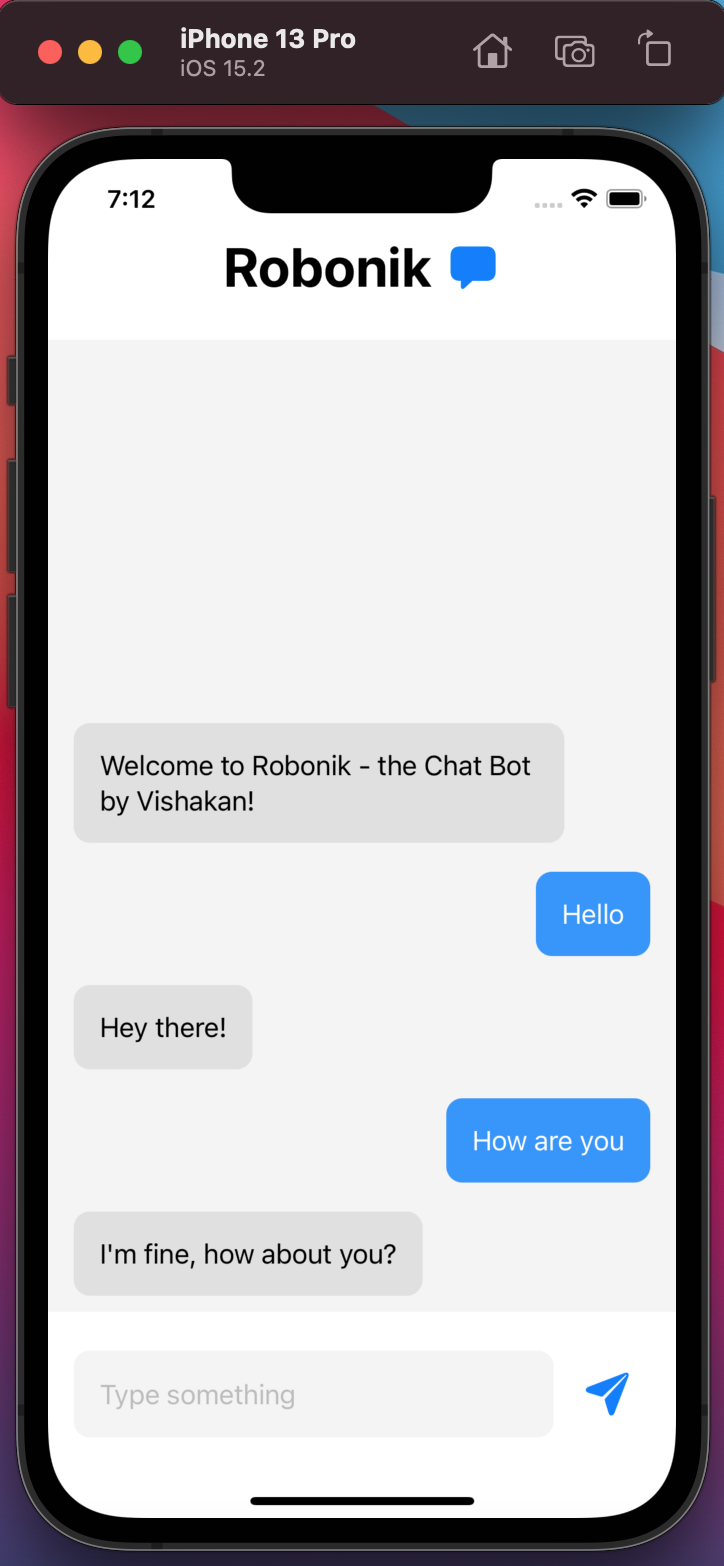 iPhone 13 Pro
iOS 15.2
7:12
Robonik
Welcome to Robonik - the Chat Bot
by Vishakan!
Hello
Hey there!
How are you
I'm fine, how about you?
Type something